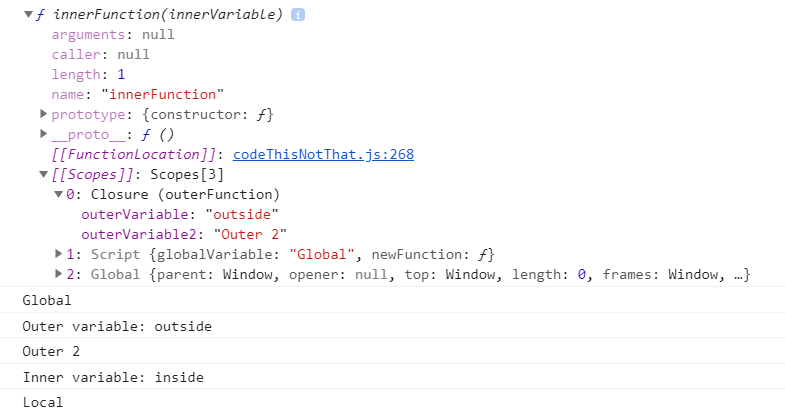 ▼ƒ innerFunction(innerVariable) i
arguments: null
caller: null
length: 1
name: "innerFunction"
▶prototype: {constructor: ƒ}
▶__proto__: ƒ ()
[[FunctionLocation]]: codeThisNotThat.js:268
▼[[Scopes]]: Scopes[3]
▼0: Closure (outerFunction)
outerVariable: "outside"
outerVariable2: "Outer 2"
▶1: Script {globalVariable: "Global", newFunction: ƒ}
▶2: Global {parent: Window, opener: null, top: Window, length: 0, frames: Window, …}
Global
Outer variable: outside
Outer 2
Inner variable: inside
Local